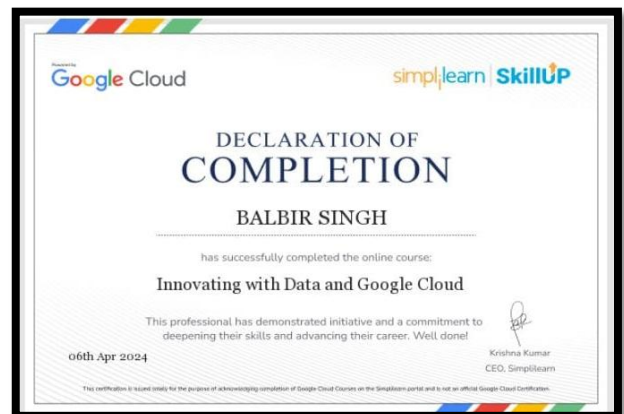 Powered by
Google Cloud
simplilearn | SkillUP
DECLARATION OF
COMPLETION
BALBIR SINGH
has successfully completed the online course:
Innovating with Data and Google Cloud
This professional has demonstrated initiative and a commitment to
deepening their skills and advancing their career. Well done!
06th Apr 2024
Krishna Kumar
CEO, Simplilearn
This certification is issued totally for the purpose of acknowledging completion of Google Cloud Courses on the Simplilearn portal and is not an official Google Cloud Certification.